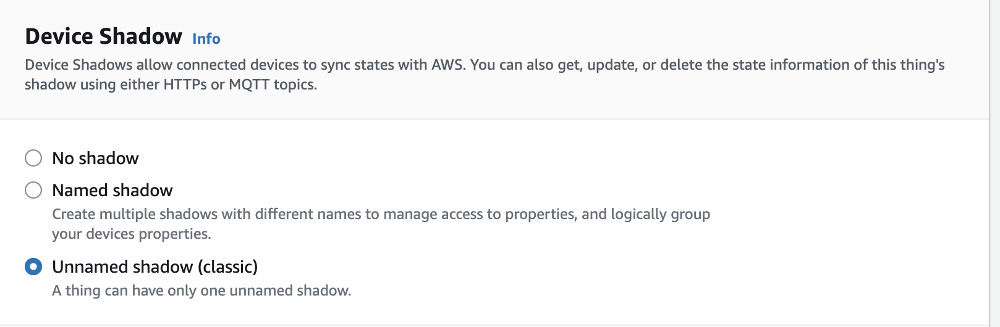 Device Shadow Info
Device Shadows allow connected devices to sync states with AWS. You can also get, update, or delete the state information of this thing's
shadow using either HTTPs or MQTT topics.
No shadow
Named shadow
Create multiple shadows with different names to manage access to properties, and logically group
your devices properties.
Unnamed shadow (classic)
A thing can have only one unnamed shadow.